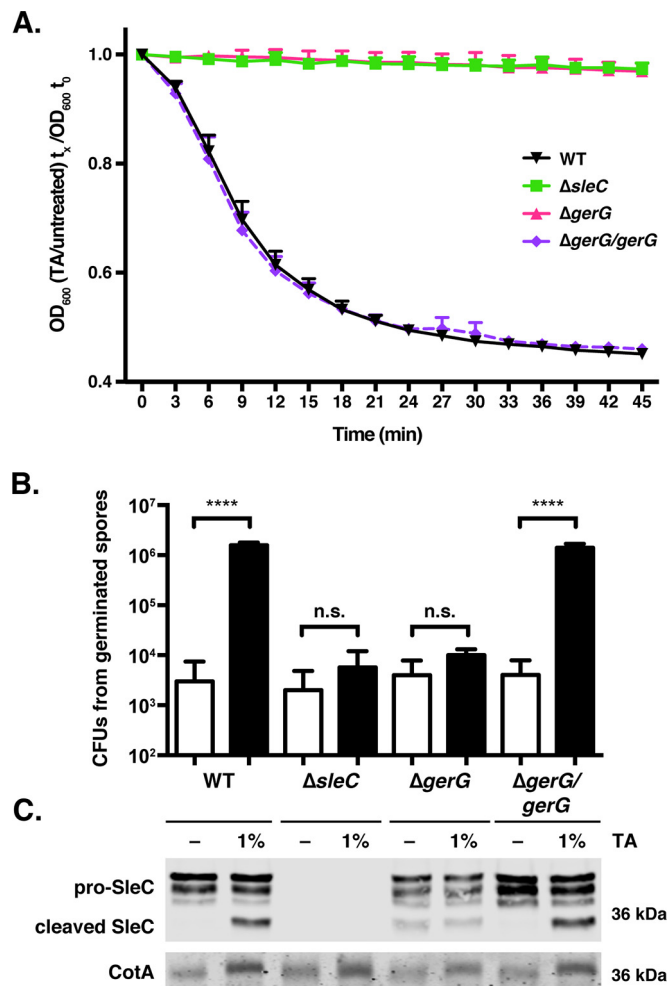 A.
OD600 (TA/untreated) tx/OD600 t0
1.0
0.8
0.6
0.4
WT
ΔsleC
ΔgerG
ΔgerG/gerG
0 3 6 9 12 15 18 21 24 27 30 33 36 39 42 45
Time (min)
B.
CFUs from germinated spores
10^7
10^6
10^5
10^4
10^3
10^2
**** n.s. n.s. ****
WT ΔsleC ΔgerG ΔgerG/
gerG
C.
– 1% – 1% – 1% – 1% TA
pro-SleC
cleaved SleC 36 kDa
CotA 36 kDa